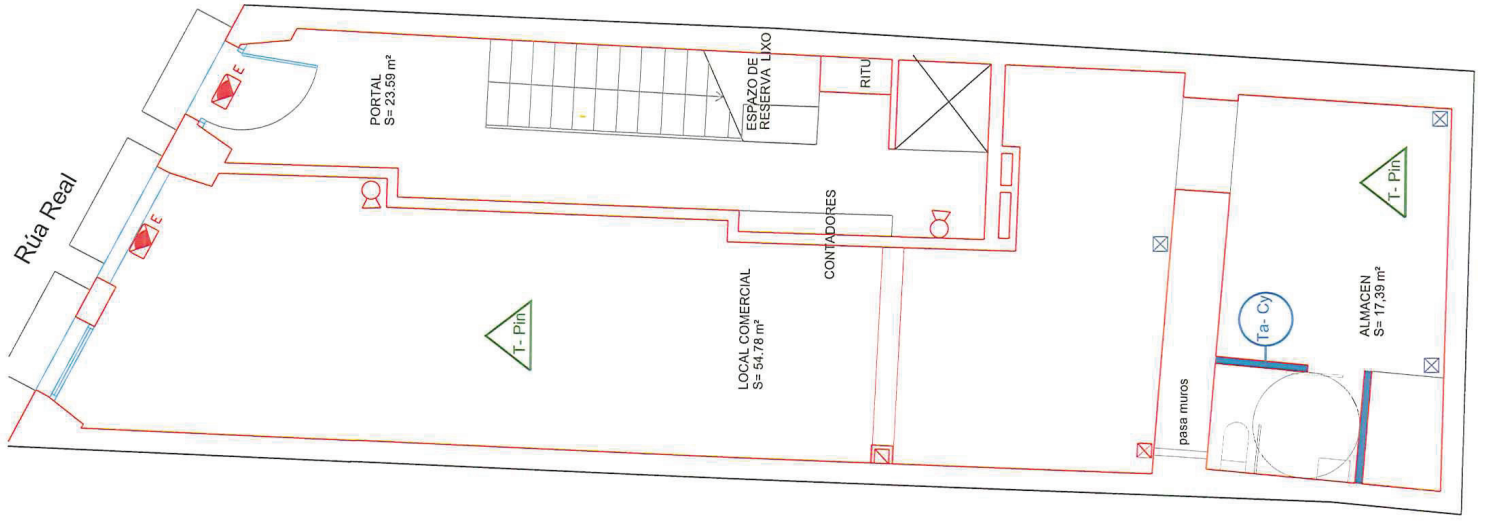 Rúa Real
E
E
PORTAL
S= 23.59 m²
ESPAZO DE
RESERVA LIXO
RITU
CONTADORES
LOCAL COMERCIAL
S= 54.78 m²
T- Pin
pasa muros
Ta- Cy
T- Pin
ALMACEN
S= 17,39 m²